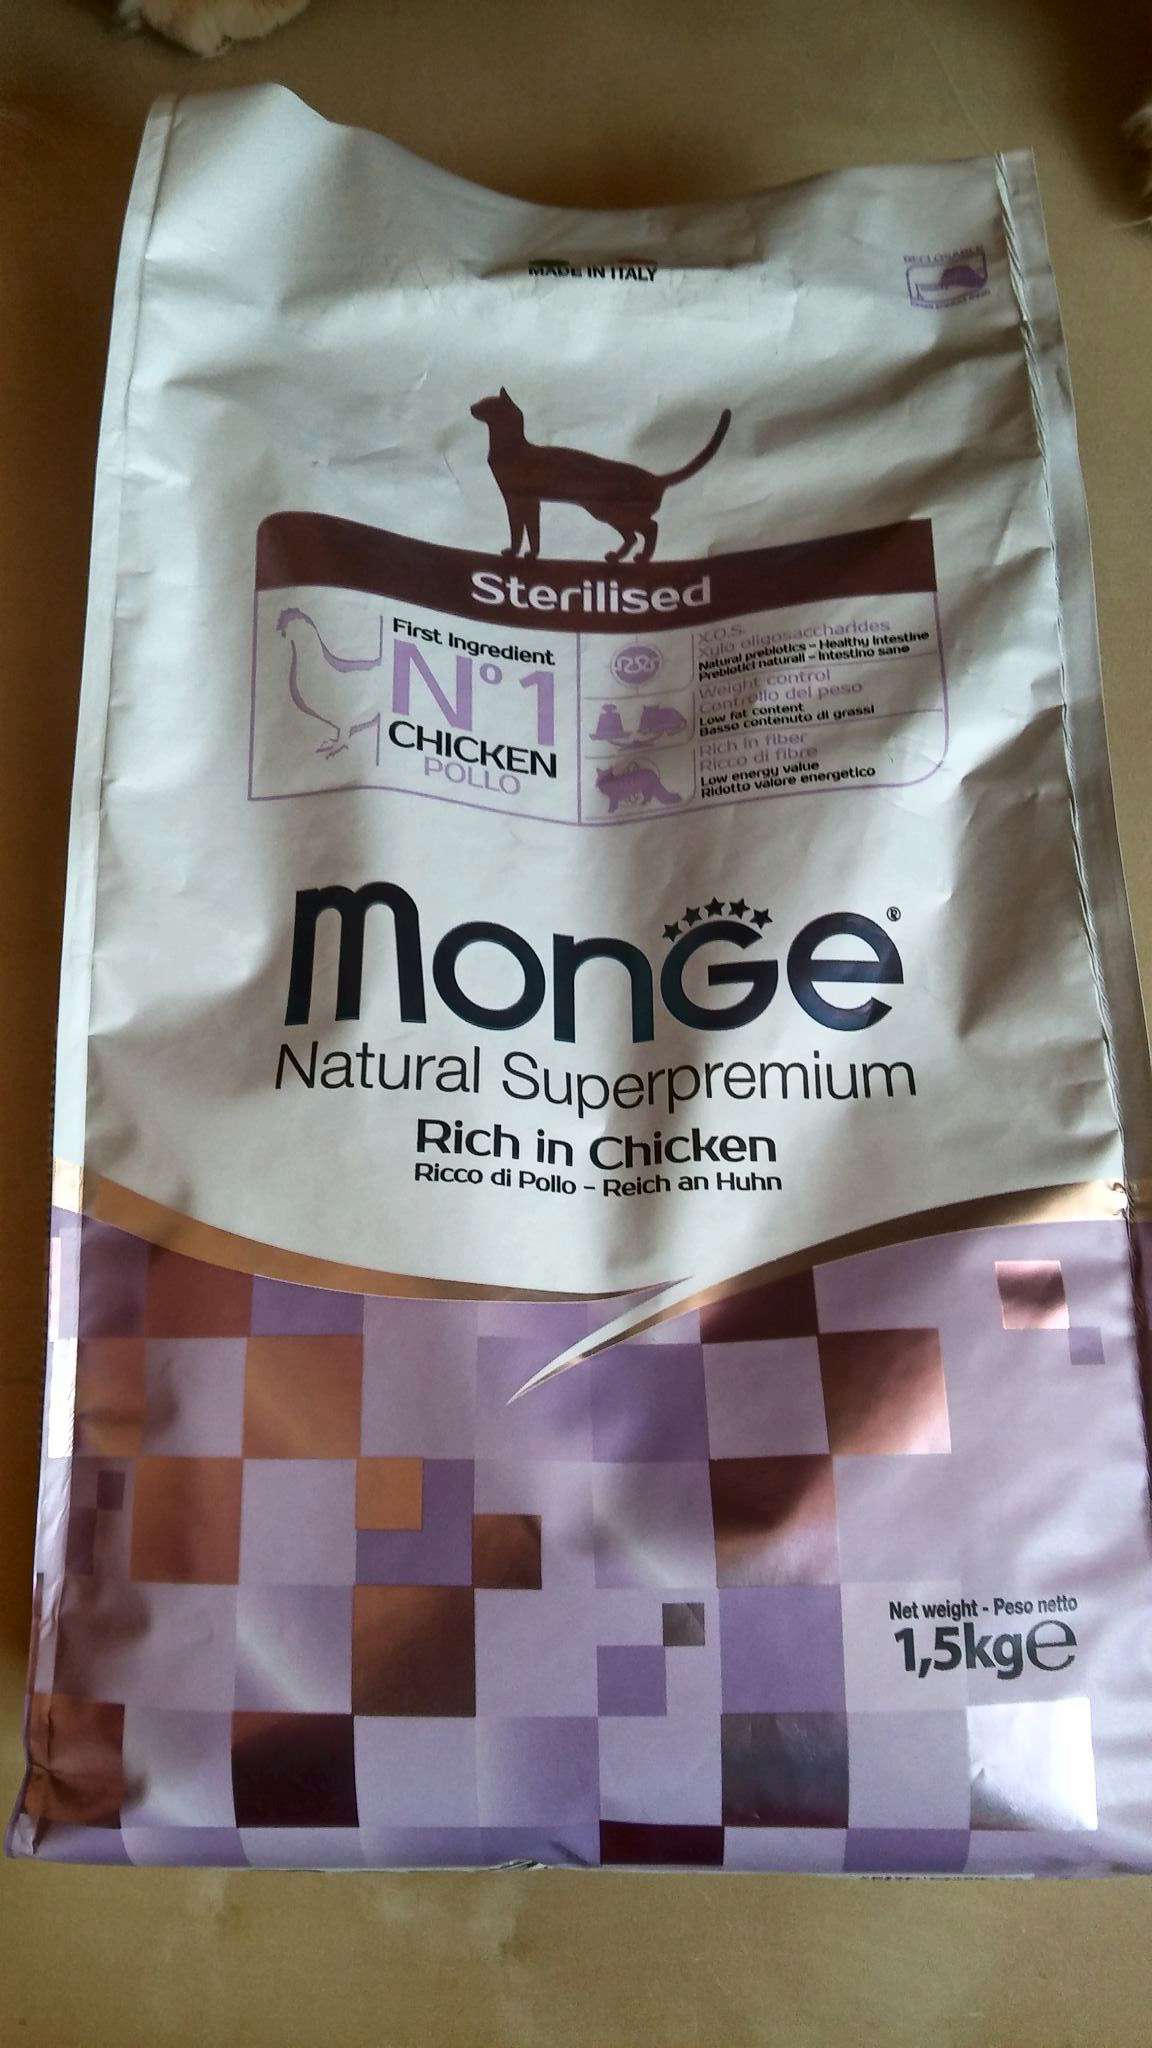 MADE IN ITALY
RECLOSABLE
Sterilised
First Ingredient
N° 1
CHICKEN
POLLO
X.O.S.
Xylo oligosaccharides
Natural prebiotics - Healthy intestine
Prebiotici naturali - Intestino sano
Weight control
Controllo del peso
Low fat content
Basso contenuto di grassi
Rich in fiber
Ricco di fibre
Low energy value
Ridotto valore energetico
monGe®
Natural Superpremium
Rich in Chicken
Ricco di Pollo - Reich an Huhn
Net weight - Peso netto
1,5kg℮